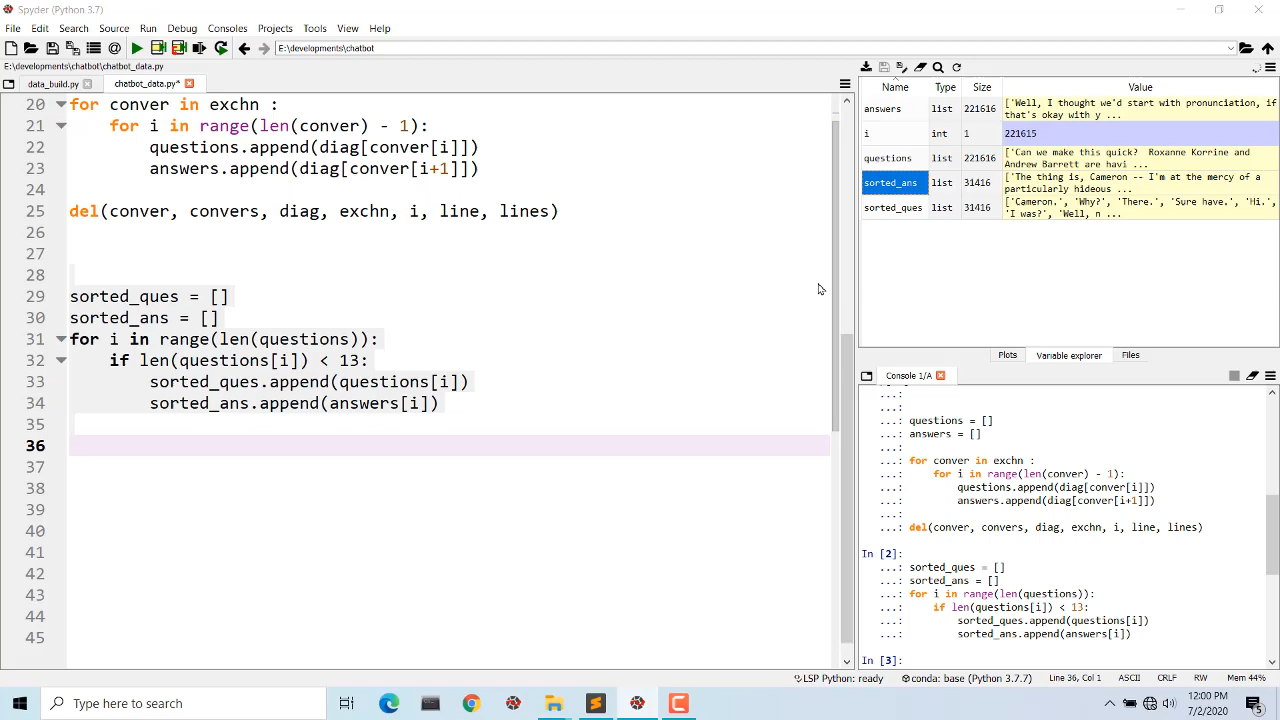 Spyder (Python 3.7)
File Edit Search Source Run Debug Consoles Projects Tools View Help
E:\developments\chatbot
E:\developments\chatbot\chatbot_data.py
data_build.py chatbot_data.py*
20 for conver in exchn :
21 for i in range(len(conver) - 1):
22 questions.append(diag[conver[i]])
23 answers.append(diag[conver[i+1]])
24
25 del(conver, convers, diag, exchn, i, line, lines)
26
27
28
29 sorted_ques = []
30 sorted_ans = []
31 for i in range(len(questions)):
32 if len(questions[i]) < 13:
33 sorted_ques.append(questions[i])
34 sorted_ans.append(answers[i])
35
36
37
38
39
40
41
42
43
44
45
Name Type Size Value
answers list 221616 ['Well, I thought we'd start with pronunciation, if
that's okay with y ...
i int 1 221615
questions list 221616 ['Can we make this quick? Roxanne Korrine and
Andrew Barrett are havi ...
sorted_ans list 31416 ['The thing is, Cameron -- I'm at the mercy of a
particularly hideous ...
sorted_ques list 31416 ['Cameron.', 'Why?', 'There.', 'Sure have.', 'Hi.',
'I was?', 'Well, n ...
Plots Variable explorer Files
Console 1/A
...:
...:
...: questions = []
...: answers = []
...:
...: for conver in exchn :
...: for i in range(len(conver) - 1):
...: questions.append(diag[conver[i]])
...: answers.append(diag[conver[i+1]])
...:
...: del(conver, convers, diag, exchn, i, line, lines)
In [2]:
...: sorted_ques = []
...: sorted_ans = []
...: for i in range(len(questions)):
...: if len(questions[i]) < 13:
...: sorted_ques.append(questions[i])
...: sorted_ans.append(answers[i])
In [3]:
LSP Python: ready conda: base (Python 3.7.7) Line 36, Col 1 ASCII CRLF RW Mem 44%
Type here to search
12:00 PM
7/2/2020
5